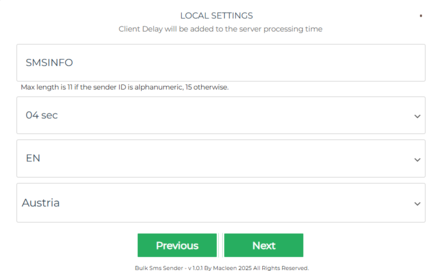 LOCAL SETTINGS
Client Delay will be added to the server processing time
SMSINFO
Max length is 11 if the sender ID is alphanumeric, 15 otherwise.
04 sec
EN
Austria
Previous Next
Bulk Sms Sender - v 1.0.1 By Macleen 2025 All Rights Reserved.